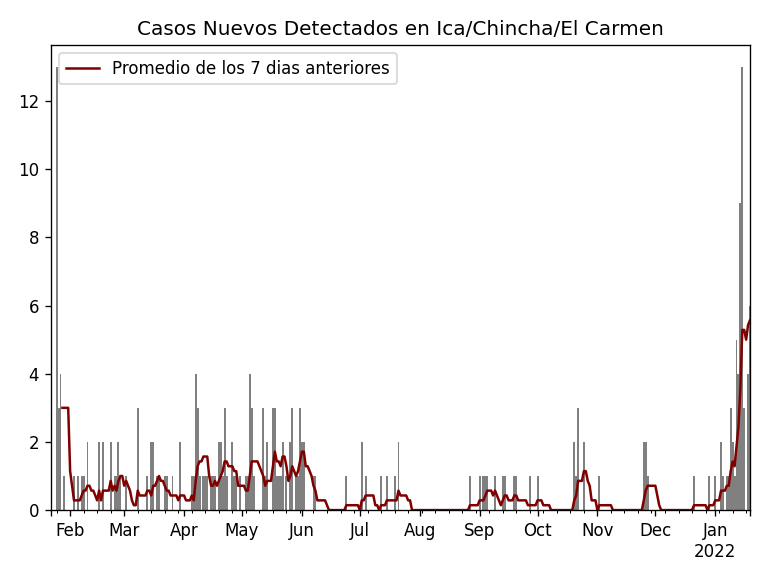 Casos Nuevos Detectados en Ica/Chincha/El Carmen
Promedio de los 7 dias anteriores
12
10
8
6
4
2
0
Feb Mar Apr May Jun Jul Aug Sep Oct Nov Dec Jan
2022